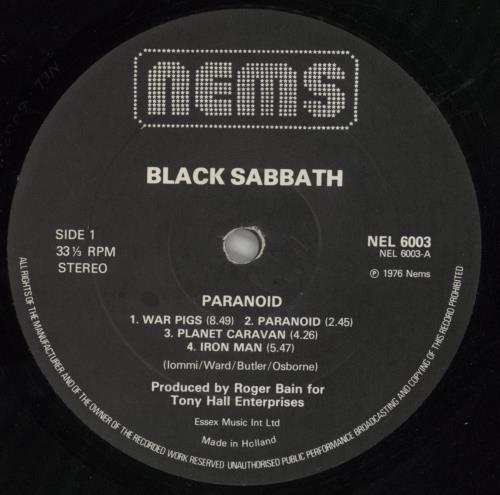 nems
BLACK SABBATH
SIDE 1
33⅓ RPM
STEREO
NEL 6003
NEL 6003-A
℗ 1976 Nems
PARANOID
1. WAR PIGS (8.49) 2. PARANOID (2.45)
3. PLANET CARAVAN (4.26)
4. IRON MAN (5.47)
(Iommi/Ward/Butler/Osborne)
Produced by Roger Bain for
Tony Hall Enterprises
Essex Music Int Ltd
Made in Holland
ALL RIGHTS OF THE MANUFACTURER AND OF THE OWNER OF THE RECORDED WORK RESERVED UNAUTHORISED PUBLIC PERFORMANCE BROADCASTING AND COPYING OF THIS RECORD PROHIBITED